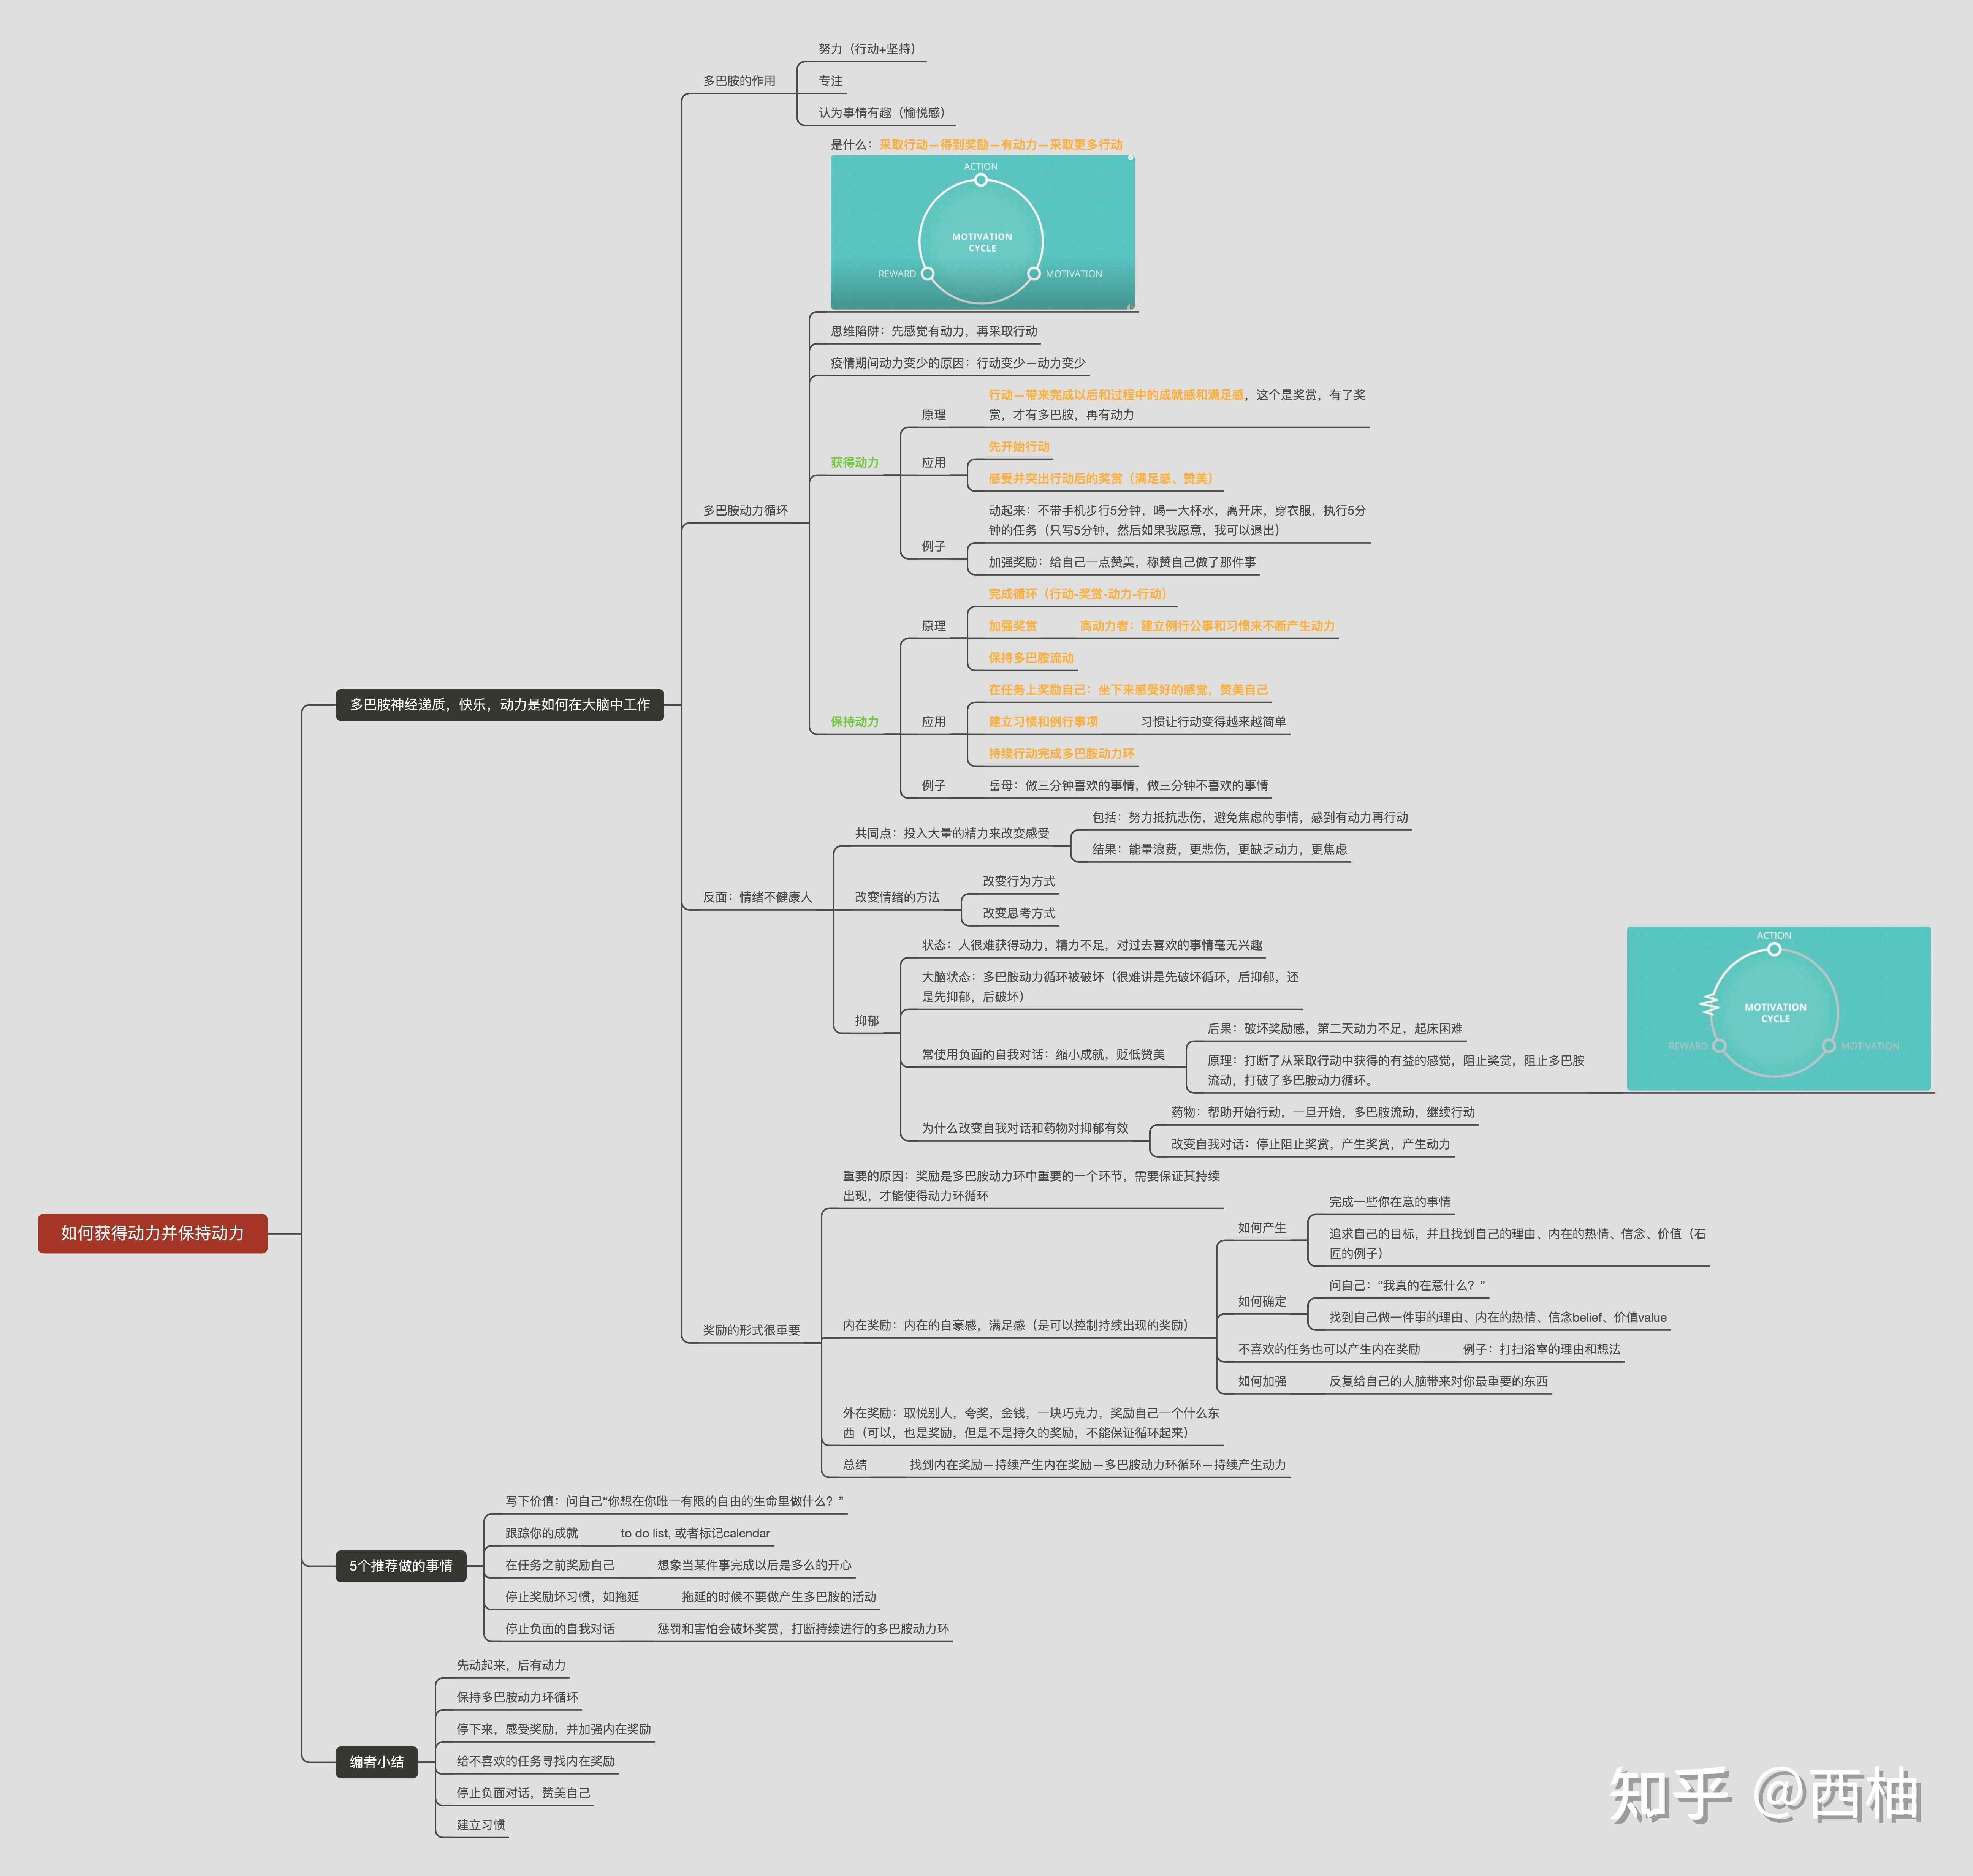 如何获得动力并保持动力
多巴胺神经递质，快乐，动力是如何在大脑中工作
多巴胺的作用
努力（行动+坚持）
专注
认为事情有趣（愉悦感）
多巴胺动力循环
是什么：采取行动—得到奖励—有动力—采取更多行动
ACTION
MOTIVATION
CYCLE
REWARD
MOTIVATION
思维陷阱：先感觉有动力，再采取行动
疫情期间动力变少的原因：行动变少—动力变少
获得动力
原理
行动—带来完成以后和过程中的成就感和满足感，这个是奖赏，有了奖
赏，才有多巴胺，再有动力
应用
先开始行动
感受并突出行动后的奖赏（满足感、赞美）
例子
动起来：不带手机步行5分钟，喝一大杯水，离开床，穿衣服，执行5分
钟的任务（只写5分钟，然后如果我愿意，我可以退出）
加强奖励：给自己一点赞美，称赞自己做了那件事
保持动力
原理
完成循环（行动-奖赏-动力-行动）
加强奖赏
高动力者：建立例行公事和习惯来不断产生动力
保持多巴胺流动
应用
在任务上奖励自己：坐下来感受好的感觉，赞美自己
建立习惯和例行事项
习惯让行动变得越来越简单
持续行动完成多巴胺动力环
例子
岳母：做三分钟喜欢的事情，做三分钟不喜欢的事情
反面：情绪不健康人
共同点：投入大量的精力来改变感受
包括：努力抵抗悲伤，避免焦虑的事情，感到有动力再行动
结果：能量浪费，更悲伤，更缺乏动力，更焦虑
改变情绪的方法
改变行为方式
改变思考方式
抑郁
状态：人很难获得动力，精力不足，对过去喜欢的事情毫无兴趣
大脑状态：多巴胺动力循环被破坏（很难讲是先破坏循环，后抑郁，还
是先抑郁，后破坏）
常使用负面的自我对话：缩小成就，贬低赞美
后果：破坏奖励感，第二天动力不足，起床困难
原理：打断了从采取行动中获得的有益的感觉，阻止奖赏，阻止多巴胺
流动，打破了多巴胺动力循环。
ACTION
MOTIVATION
CYCLE
REWARD
MOTIVATION
为什么改变自我对话和药物对抑郁有效
药物：帮助开始行动，一旦开始，多巴胺流动，继续行动
改变自我对话：停止阻止奖赏，产生奖赏，产生动力
奖励的形式很重要
重要的原因：奖励是多巴胺动力环中重要的一个环节，需要保证其持续
出现，才能使得动力环循环
内在奖励：内在的自豪感，满足感（是可以控制持续出现的奖励）
如何产生
完成一些你在意的事情
追求自己的目标，并且找到自己的理由、内在的热情、信念、价值（石
匠的例子）
如何确定
问自己：“我真的在意什么？”
找到自己做一件事的理由、内在的热情、信念belief、价值value
不喜欢的任务也可以产生内在奖励
例子：打扫浴室的理由和想法
如何加强
反复给自己的大脑带来对你最重要的东西
外在奖励：取悦别人，夸奖，金钱，一块巧克力，奖励自己一个什么东
西（可以，也是奖励，但是不是持久的奖励，不能保证循环起来）
总结
找到内在奖励—持续产生内在奖励—多巴胺动力环循环—持续产生动力
5个推荐做的事情
写下价值：问自己“你想在你唯一有限的自由的生命里做什么？”
跟踪你的成就
to do list, 或者标记calendar
在任务之前奖励自己
想象当某件事完成以后是多么的开心
停止奖励坏习惯，如拖延
拖延的时候不要做产生多巴胺的活动
停止负面的自我对话
惩罚和害怕会破坏奖赏，打断持续进行的多巴胺动力环
编者小结
先动起来，后有动力
保持多巴胺动力环循环
停下来，感受奖励，并加强内在奖励
给不喜欢的任务寻找内在奖励
停止负面对话，赞美自己
建立习惯
知乎 @西柚